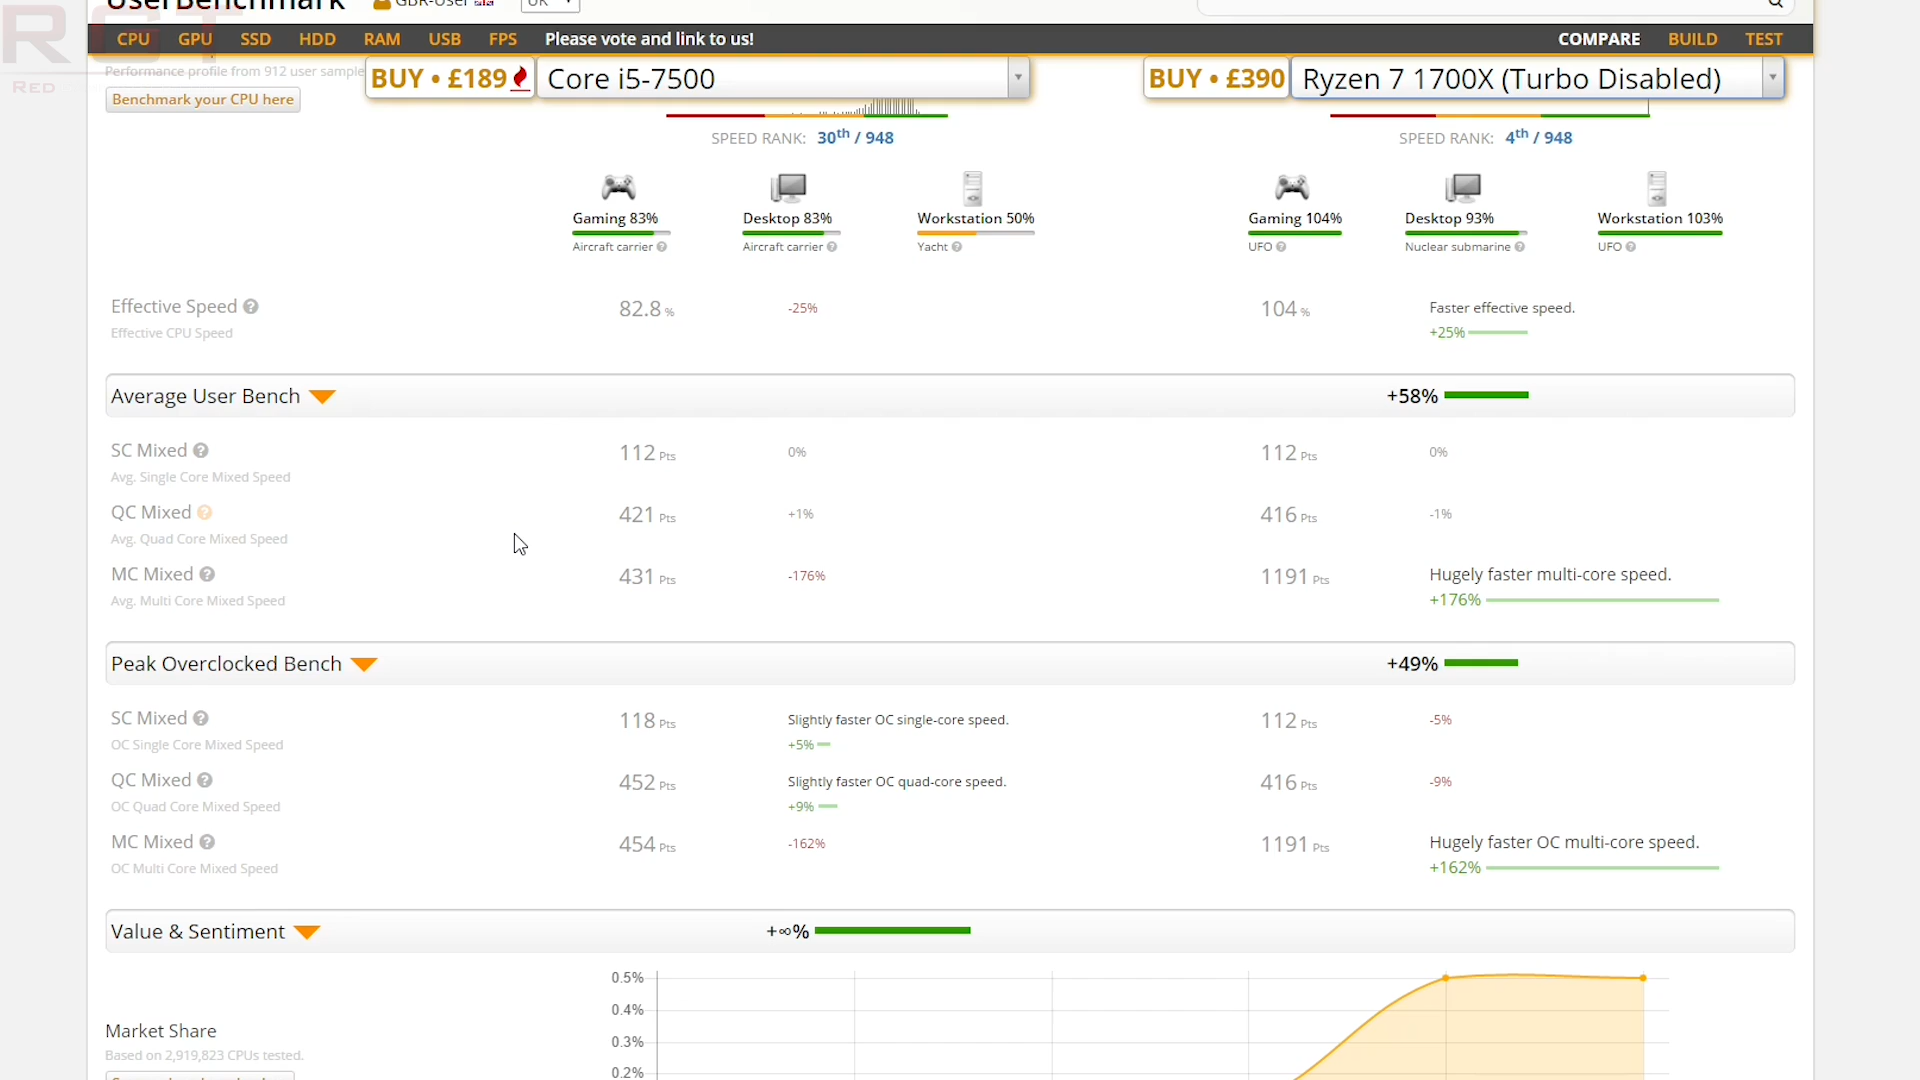 UserBenchmark
GBR-User
UK
RGT
RED
CPU GPU SSD HDD RAM USB FPS Please vote and link to us!
COMPARE BUILD TEST
Performance profile from 912 user sample
Benchmark your CPU here
BUY • £189 Core i5-7500
BUY • £390 Ryzen 7 1700X (Turbo Disabled)
SPEED RANK: 30th / 948
SPEED RANK: 4th / 948
Gaming 83% Desktop 83% Workstation 50%
Aircraft carrier ? Aircraft carrier ? Yacht ?
Gaming 104% Desktop 93% Workstation 103%
UFO ? Nuclear submarine ? UFO ?
Effective Speed ? 82.8 % -25% 104 % Faster effective speed.
Effective CPU Speed +25%
Average User Bench +58%
SC Mixed ? 112 Pts 0% 112 Pts 0%
Avg. Single Core Mixed Speed
QC Mixed ? 421 Pts +1% 416 Pts -1%
Avg. Quad Core Mixed Speed
MC Mixed ? 431 Pts -176% 1191 Pts Hugely faster multi-core speed.
Avg. Multi Core Mixed Speed +176%
Peak Overclocked Bench +49%
SC Mixed ? 118 Pts Slightly faster OC single-core speed. 112 Pts -5%
OC Single Core Mixed Speed +5%
QC Mixed ? 452 Pts Slightly faster OC quad-core speed. 416 Pts -9%
OC Quad Core Mixed Speed +9%
MC Mixed ? 454 Pts -162% 1191 Pts Hugely faster OC multi-core speed.
OC Multi Core Mixed Speed +162%
Value & Sentiment +∞%
0.5%
0.4%
0.3%
0.2%
Market Share
Based on 2,919,823 CPUs tested.